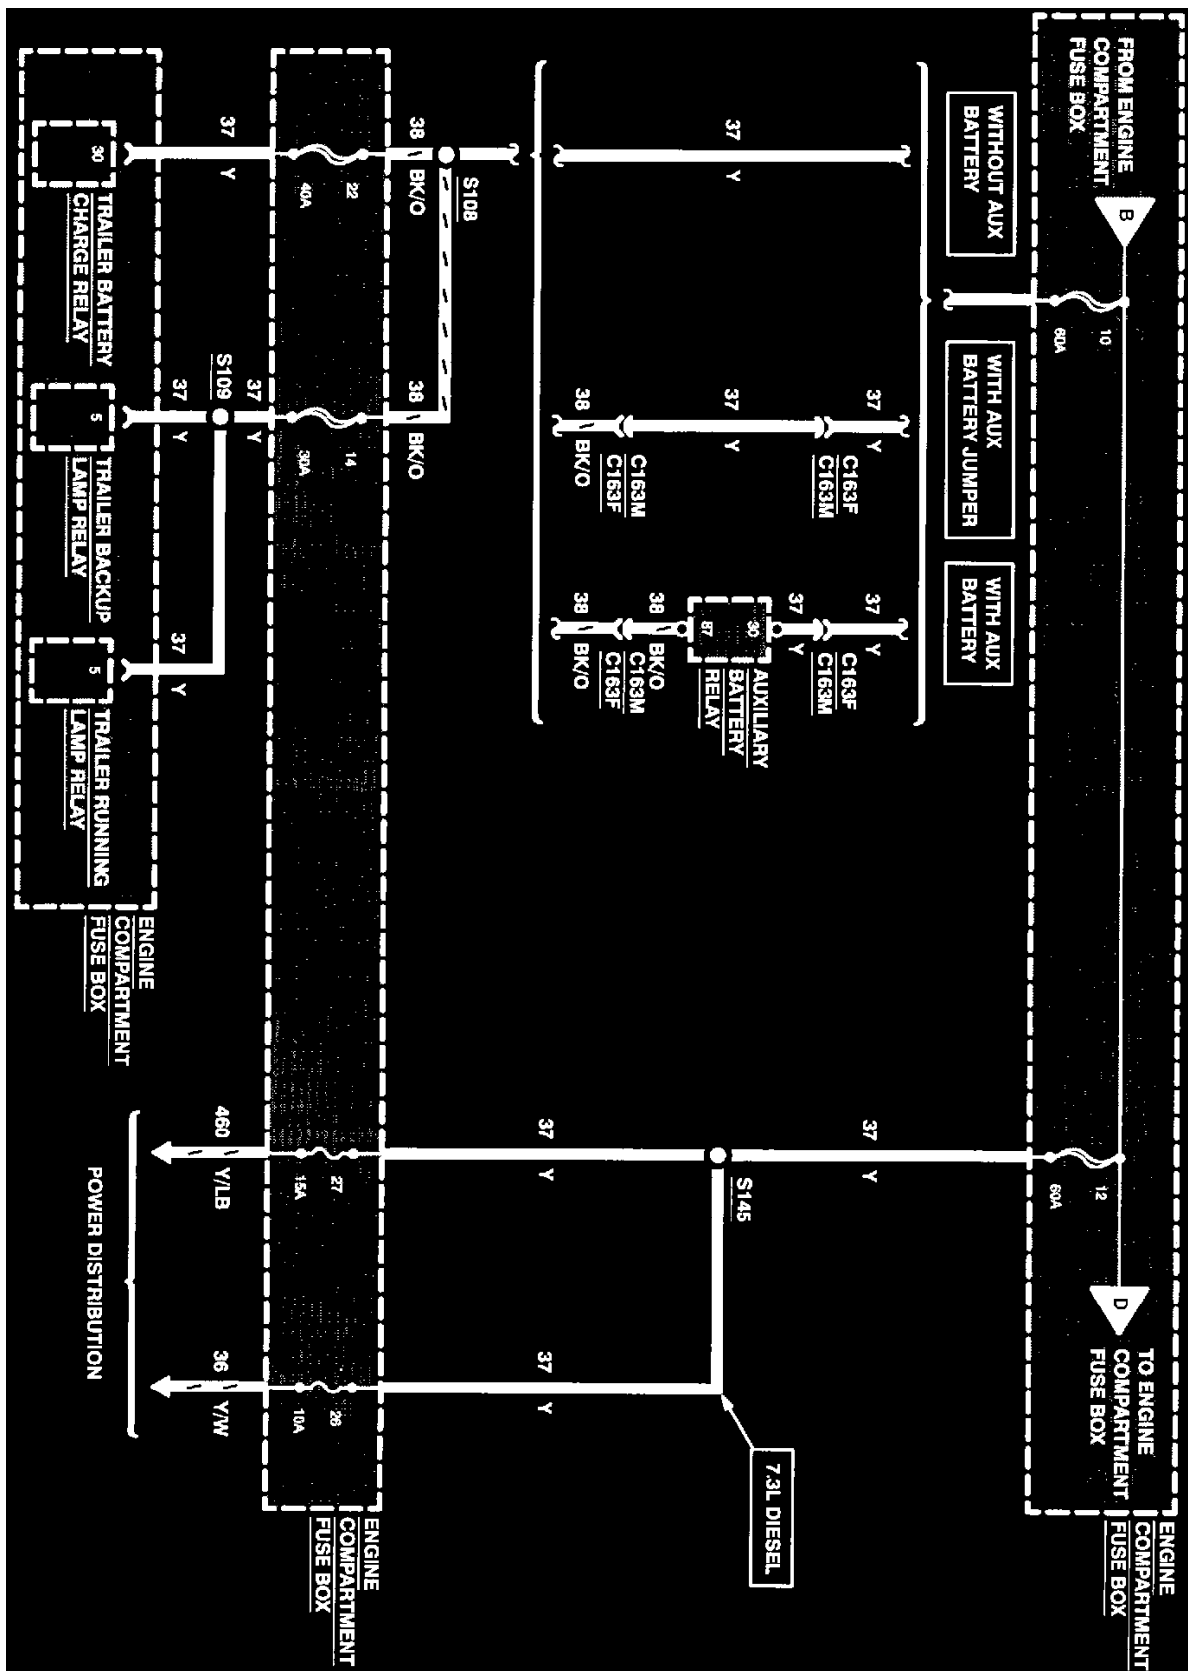 FROM ENGINE
COMPARTMENT
FUSE BOX
B
10
60A
12
60A
D
TO ENGINE
COMPARTMENT
FUSE BOX
ENGINE
COMPARTMENT
FUSE BOX
WITHOUT AUX
BATTERY
WITH AUX
BATTERY JUMPER
WITH AUX
BATTERY
37
Y
37
Y
C163F
C163M
37
Y
C163M
C163F
38
BK/O
37
Y
C163F
C163M
37
Y
30
87
AUXILIARY
BATTERY
RELAY
38
BK/O
C163M
C163F
38
BK/O
37
Y
S145
7.3L DIESEL
37
Y
37
Y
S108
38
BK/O
38
BK/O
22
40A
14
30A
27
15A
26
10A
ENGINE
COMPARTMENT
FUSE BOX
37
Y
37
Y
S109
37
Y
37
Y
460
Y/LB
36
Y/W
30
TRAILER BATTERY
CHARGE RELAY
5
TRAILER BACKUP
LAMP RELAY
5
TRAILER RUNNING
LAMP RELAY
ENGINE
COMPARTMENT
FUSE BOX
POWER DISTRIBUTION